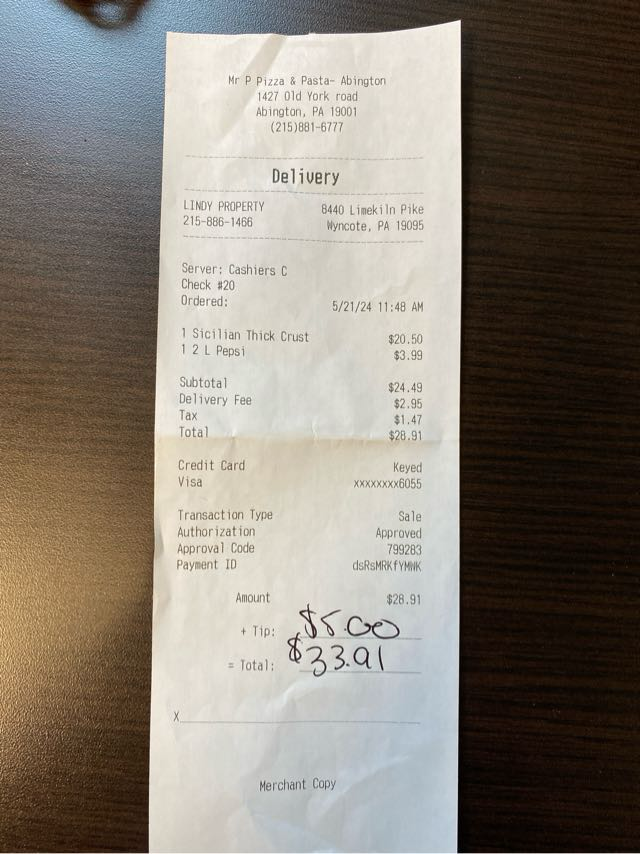 Mr P Pizza & Pasta- Abington
1427 Old York road
Abington, PA 19001
(215)881-6777
Delivery
LINDY PROPERTY 8440 Limekiln Pike
215-886-1466 Wyncote, PA 19095
Server: Cashiers C
Check #20
Ordered: 5/21/24 11:48 AM
1 Sicilian Thick Crust $20.50
1 2 L Pepsi $3.99
Subtotal $24.49
Delivery Fee $2.95
Tax $1.47
Total $28.91
Credit Card Keyed
Visa xxxxxxxx6055
Transaction Type Sale
Authorization Approved
Approval Code 799283
Payment ID dsRsMRKfYMWK
Amount $28.91
+ Tip: $5.00
= Total: $33.91
X
Merchant Copy